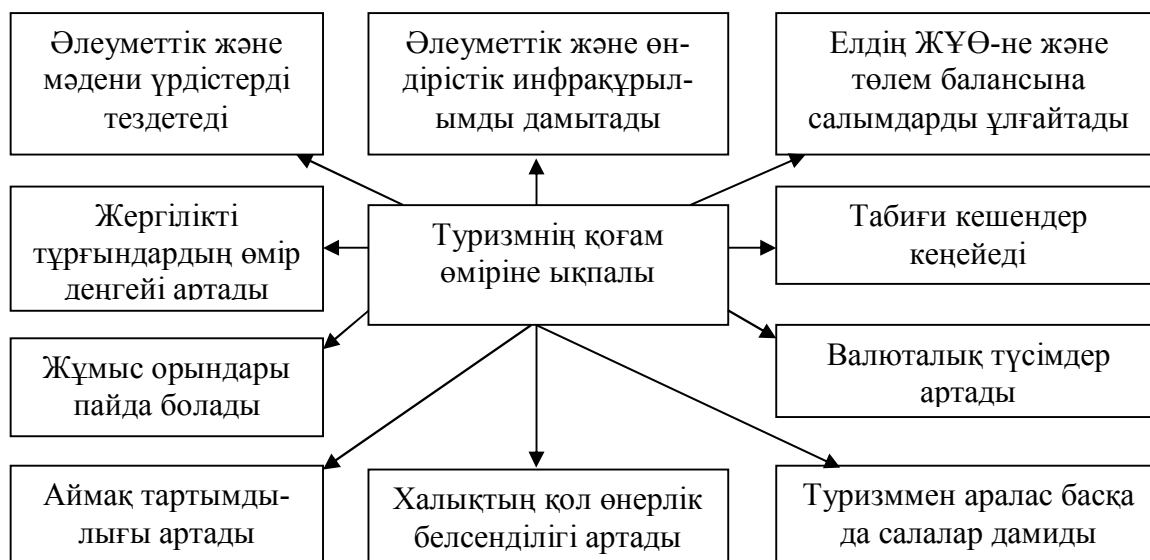 Әлеуметтік және
мәдени үрдістерді
тездетеді
Әлеуметтік және өн-
дірістік инфрақұрыл-
ымды дамытады
Елдің ЖҰӨ-не және
төлем балансына
салымдарды ұлғайтады
Жергілікті
тұрғындардың өмір
деңгейі артады
Туризмнің қоғам
өміріне ықпалы
Табиғи кешендер
кеңейеді
Жұмыс орындары
пайда болады
Валюталық түсімдер
артады
Аймақ тартымды-
лығы артады
Халықтың қол өнерлік
белсенділігі артады
Туризммен аралас басқа
да салалар дамиды